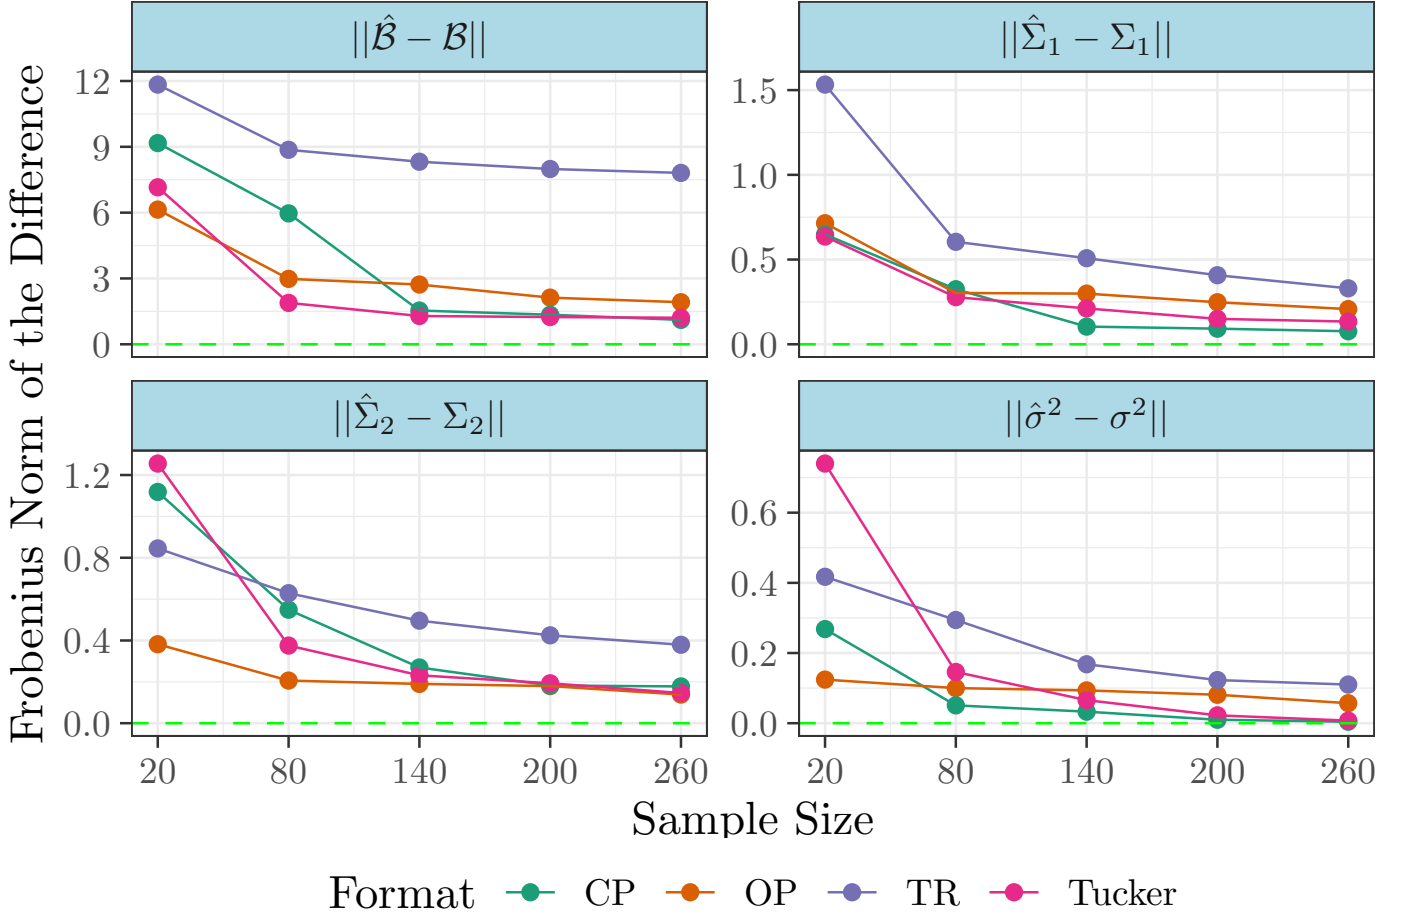 ||ℬ̂ − ℬ||
||Σ̂₁ − Σ₁||
Frobenius Norm of the Difference
12
9
6
3
0
1.5
1.0
0.5
0.0
||Σ̂₂ − Σ₂||
||σ̂² − σ²||
1.2
0.8
0.4
0.0
0.6
0.4
0.2
0.0
20 80 140 200 260
20 80 140 200 260
Sample Size
Format CP OP TR Tucker